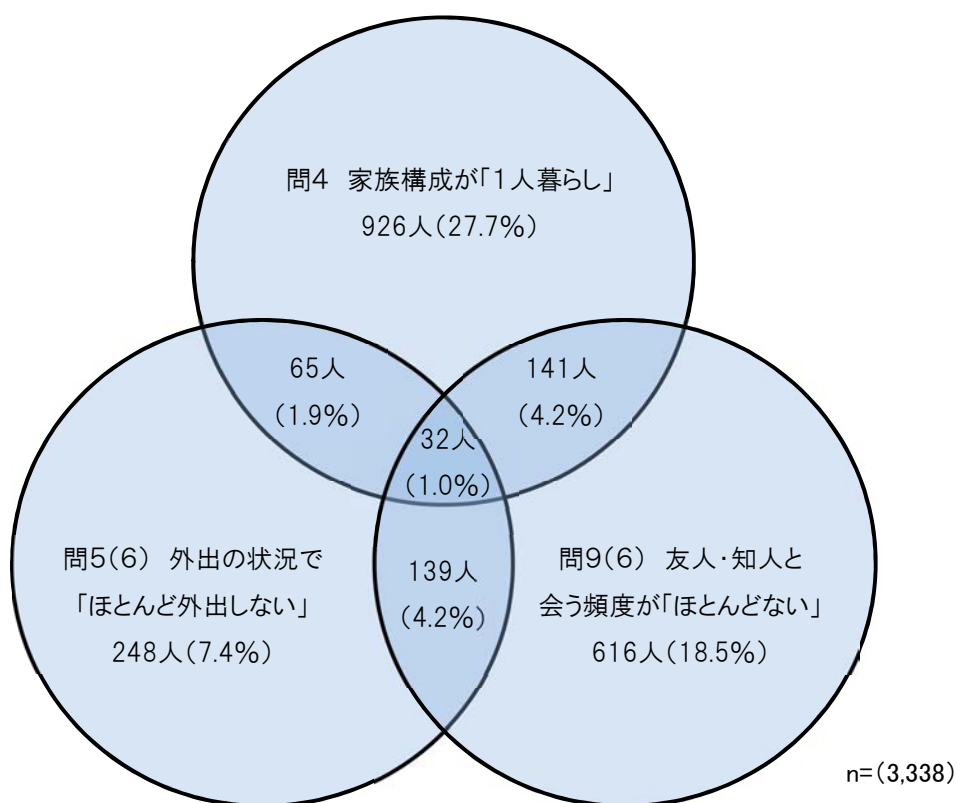 問4　家族構成が「1人暮らし」
926人(27.7%)
65人
(1.9%)
141人
(4.2%)
32人
(1.0%)
問5(6)　外出の状況で
「ほとんど外出しない」
248人(7.4%)
139人
(4.2%)
問9(6)　友人・知人と
会う頻度が「ほとんどない」
616人(18.5%)
n=(3,338)